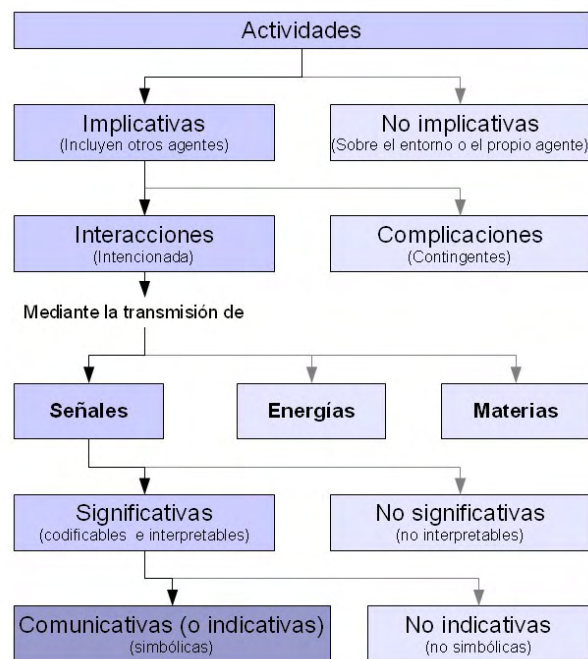 Actividades
Implicativas
(Incluyen otros agentes)
No implicativas
(Sobre el entorno o el propio agente)
Interacciones
(Intencionada)
Complicaciones
(Contingentes)
Mediante la transmisión de
Señales
Energías
Materias
Significativas
(codificables e interpretables)
No significativas
(no interpretables)
Comunicativas (o indicativas)
(simbólicas)
No indicativas
(no simbólicas)